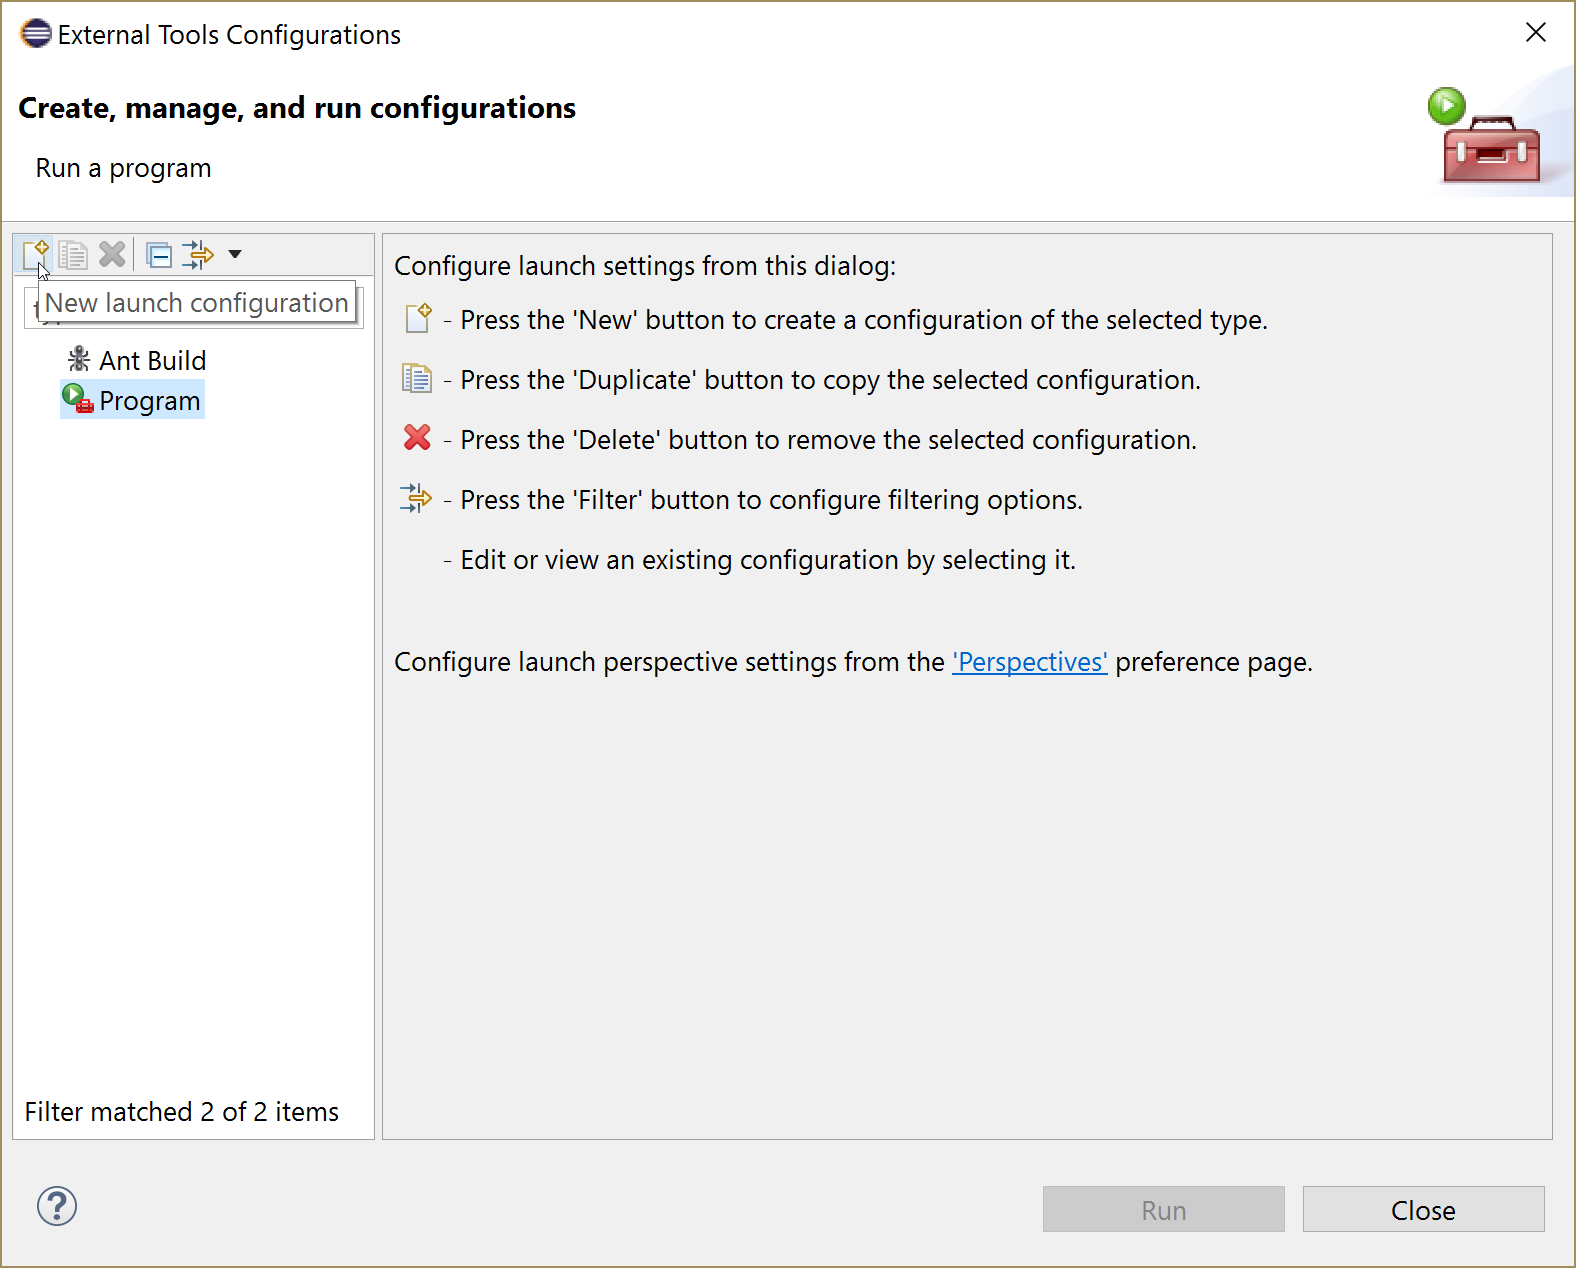 External Tools Configurations
Create, manage, and run configurations
Run a program
New launch configuration
Ant Build
Program
Filter matched 2 of 2 items
Configure launch settings from this dialog:
- Press the 'New' button to create a configuration of the selected type.
- Press the 'Duplicate' button to copy the selected configuration.
- Press the 'Delete' button to remove the selected configuration.
- Press the 'Filter' button to configure filtering options.
- Edit or view an existing configuration by selecting it.
Configure launch perspective settings from the 'Perspectives' preference page.
?
Run
Close